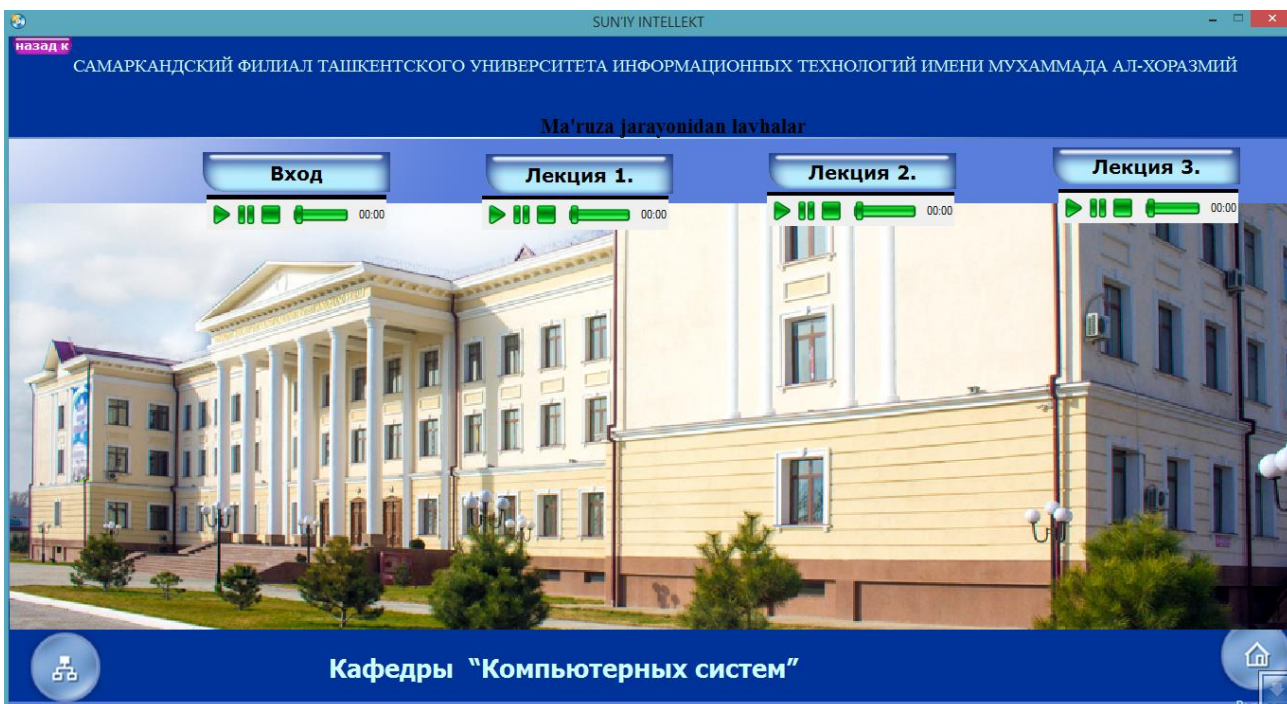 SUN'IY INTELLEKT
назад к
САМАРКАНДСКИЙ ФИЛИАЛ ТАШКЕНТСКОГО УНИВЕРСИТЕТА ИНФОРМАЦИОННЫХ ТЕХНОЛОГИЙ ИМЕНИ МУХАММАДА АЛ-ХОРАЗМИЙ
Ma'ruza jarayonidan lavhalar
Вход
Лекция 1.
Лекция 2.
Лекция 3.
00:00
00:00
00:00
00:00
Кафедры "Компьютерных систем"